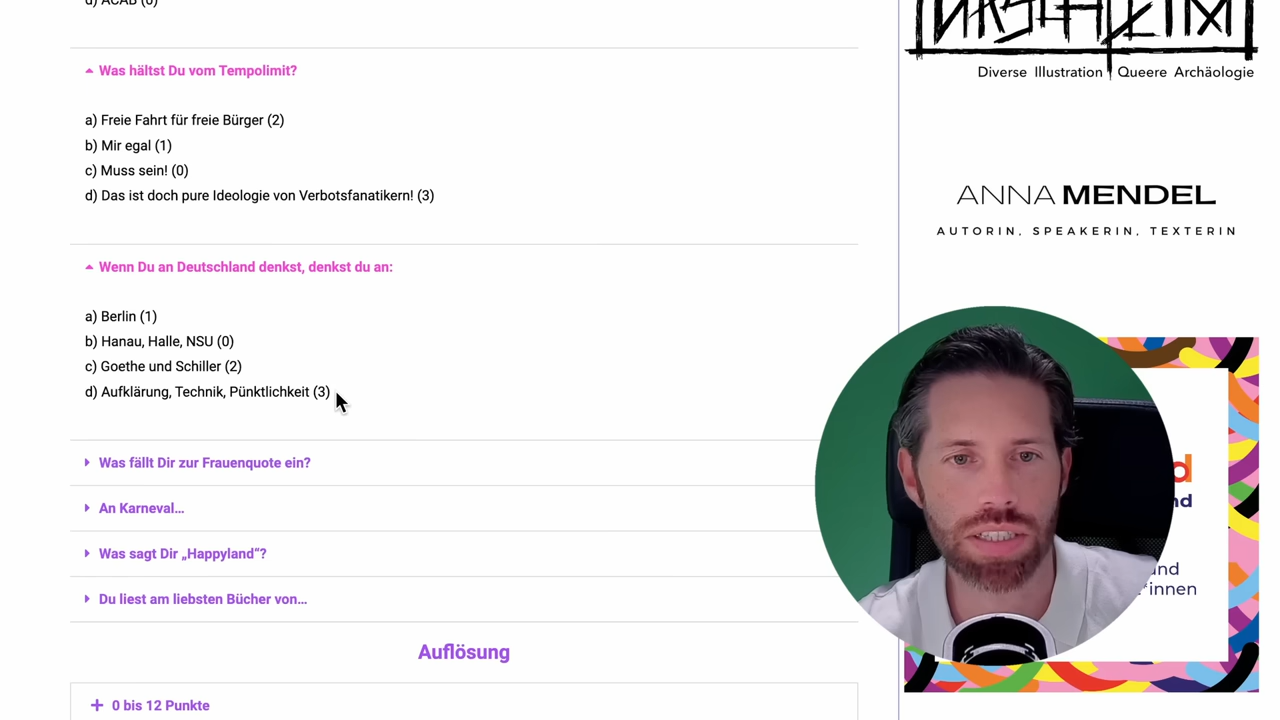 d) ACAB (0)
Was hältst Du vom Tempolimit?
a) Freie Fahrt für freie Bürger (2)
b) Mir egal (1)
c) Muss sein! (0)
d) Das ist doch pure Ideologie von Verbotsfanatikern! (3)
Wenn Du an Deutschland denkst, denkst du an:
a) Berlin (1)
b) Hanau, Halle, NSU (0)
c) Goethe und Schiller (2)
d) Aufklärung, Technik, Pünktlichkeit (3)
Was fällt Dir zur Frauenquote ein?
An Karneval...
Was sagt Dir „Happyland“?
Du liest am liebsten Bücher von...
Auflösung
0 bis 12 Punkte
Diverse Illustration | Queere Archäologie
ANNA MENDEL
AUTORIN, SPEAKERIN, TEXTERIN